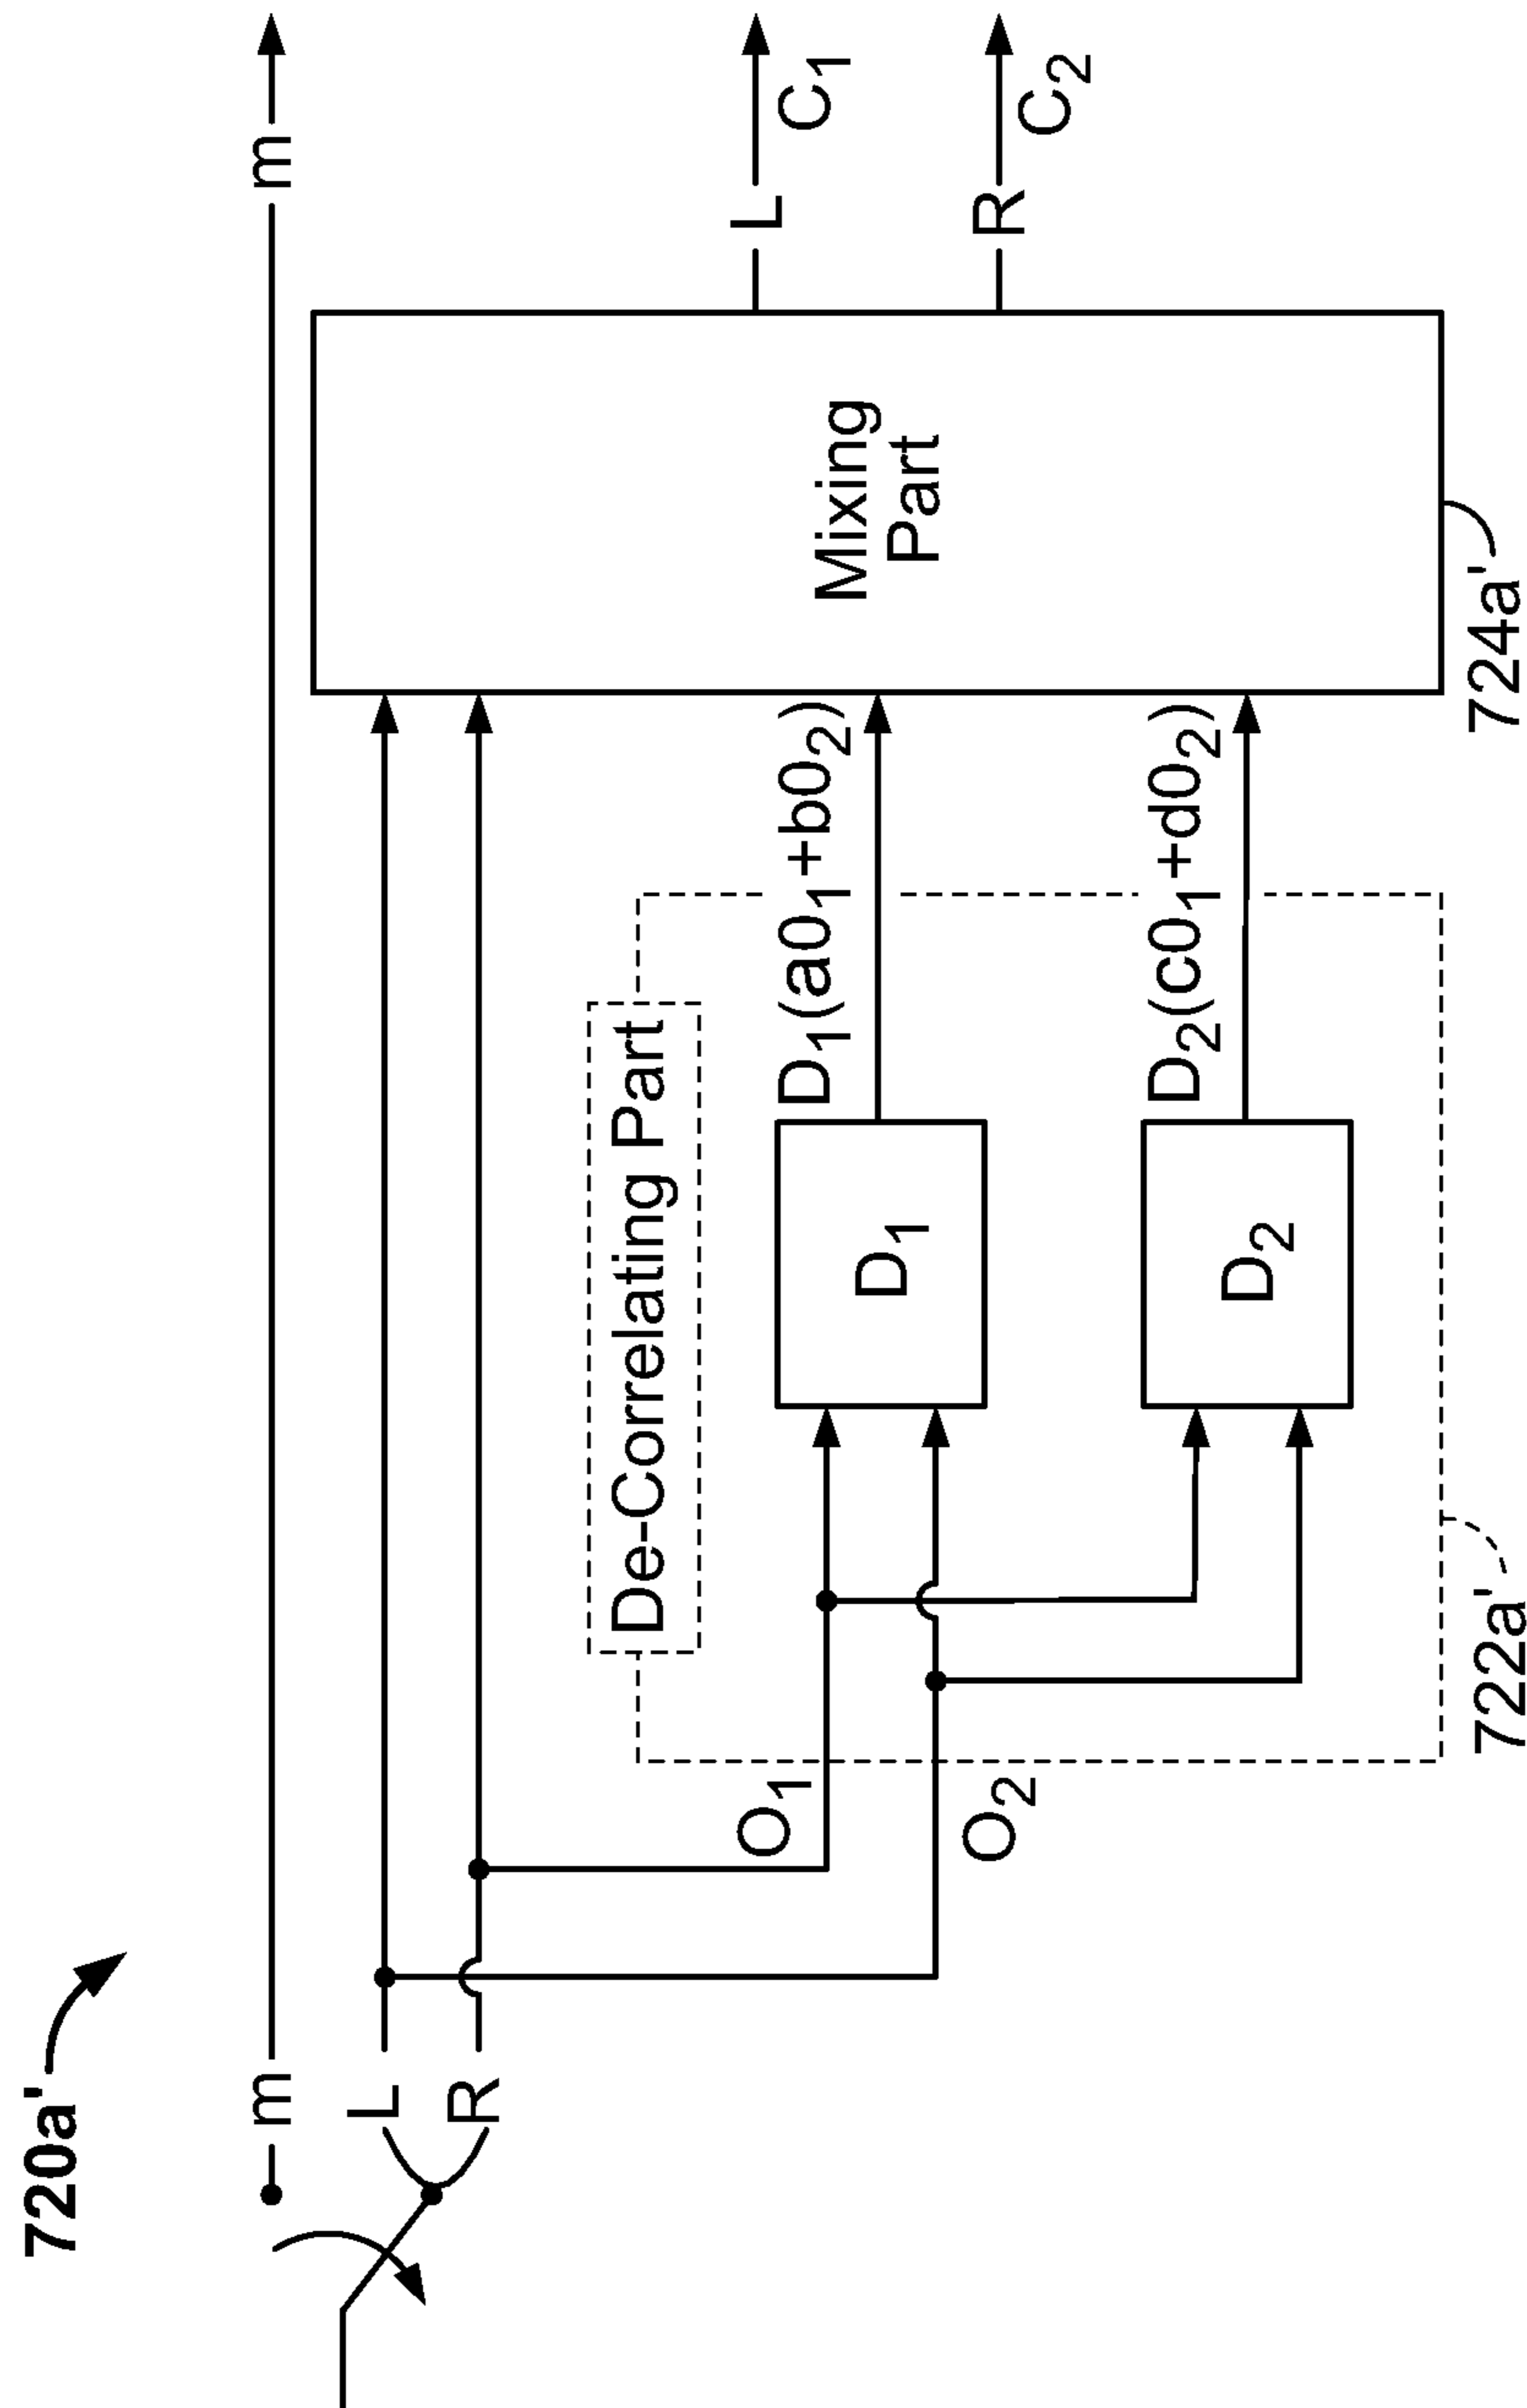 720a'
m
m
L
R
L
C₁
R
C₂
De-Correlating Part
O₁
O₂
D₁
D₁(a0₁+b0₂)
D₂
D₂(c0₁+d0₂)
Mixing
Part
722a'
724a'